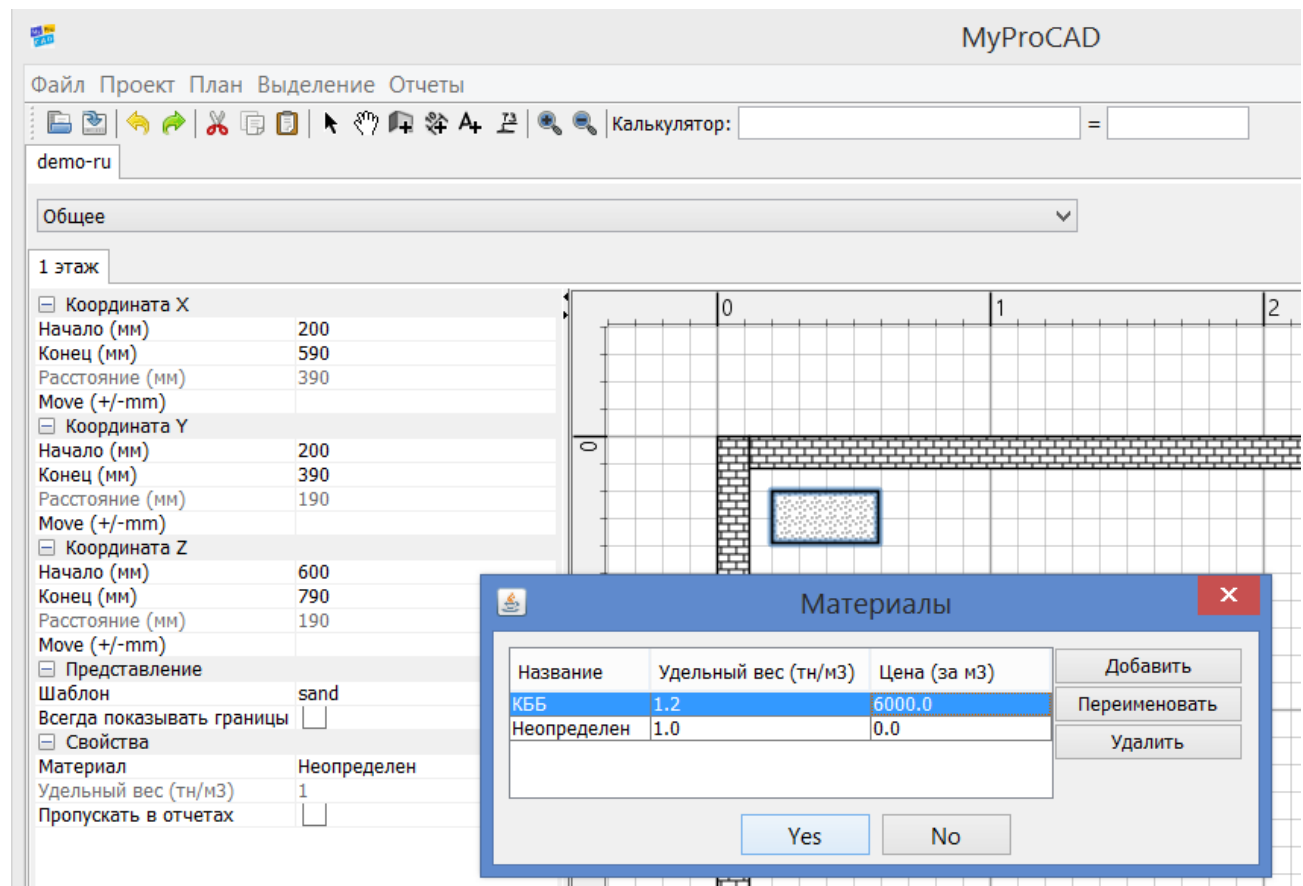 MyProCAD
Файл Проект План Выделение Отчеты
Калькулятор: =
demo-ru
Общее
1 этаж
Координата X
Начало (мм) 200
Конец (мм) 590
Расстояние (мм) 390
Move (+/-mm)
Координата Y
Начало (мм) 200
Конец (мм) 390
Расстояние (мм) 190
Move (+/-mm)
Координата Z
Начало (мм) 600
Конец (мм) 790
Расстояние (мм) 190
Move (+/-mm)
Представление
Шаблон sand
Всегда показывать границы
Свойства
Материал Неопределен
Удельный вес (тн/м3) 1
Пропускать в отчетах
0 1 2
0
Материалы
Название Удельный вес (тн/м3) Цена (за м3)
КББ 1.2 6000.0
Неопределен 1.0 0.0
Добавить
Переименовать
Удалить
Yes No